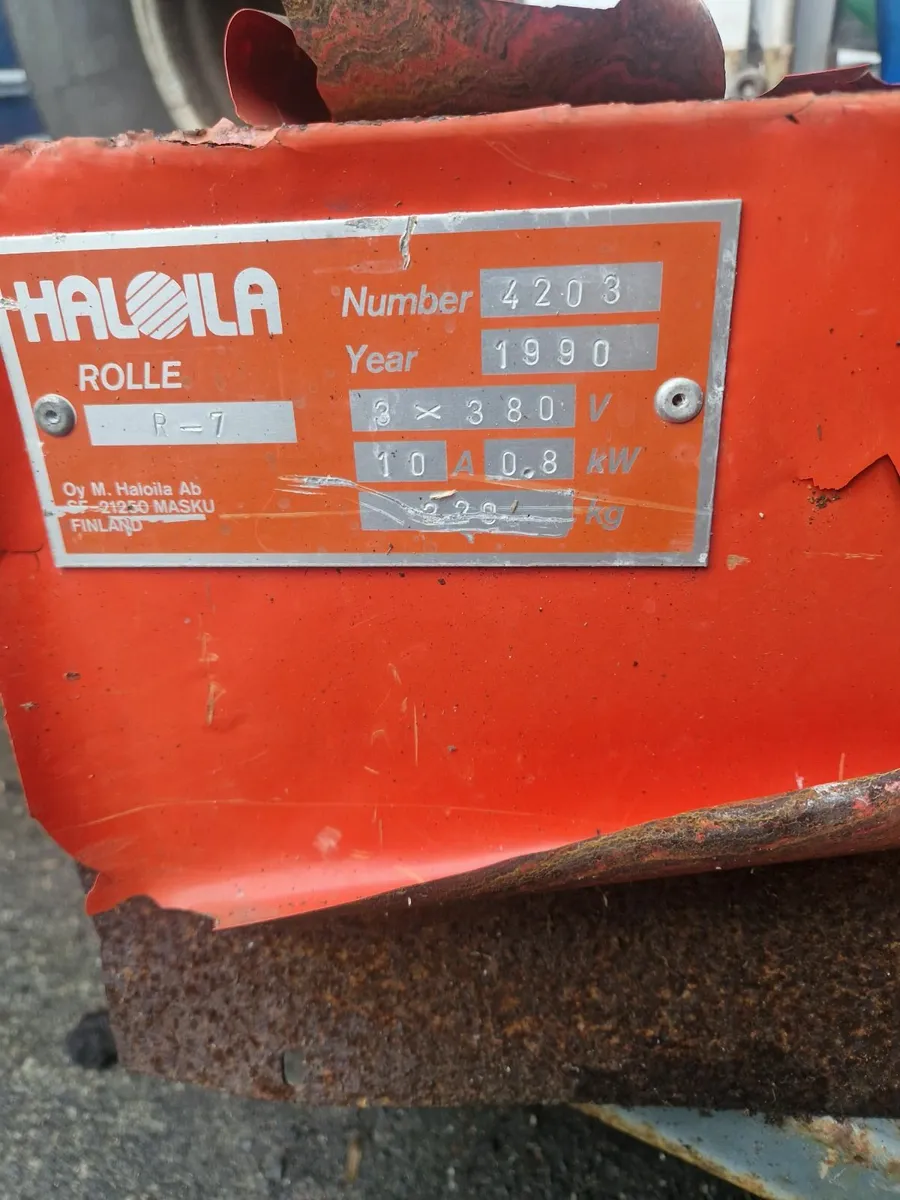 HALOILA
ROLLE
R-7
Oy M. Haloila Ab
SF-21250 MASKU
FINLAND
Number 4203
Year 1990
3 × 380 V
10 A 0.8 kW
kg